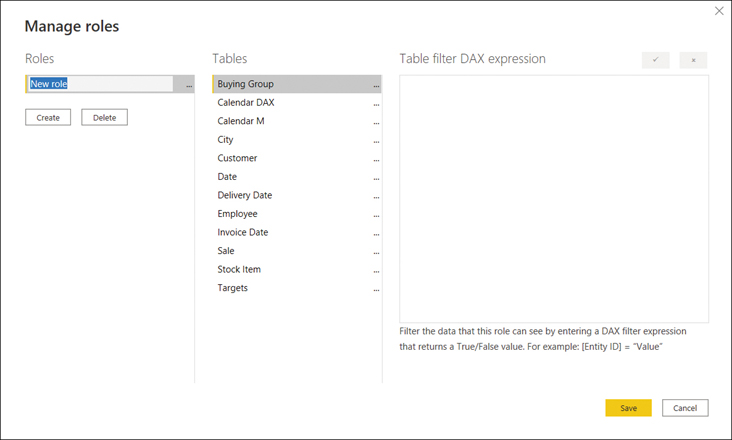 Manage roles
Roles
Tables
Table filter DAX expression
New role
...
Create
Delete
Buying Group ...
Calendar DAX ...
Calendar M ...
City ...
Customer ...
Date ...
Delivery Date ...
Employee ...
Invoice Date ...
Sale ...
Stock Item ...
Targets ...
Filter the data that this role can see by entering a DAX filter expression
that returns a True/False value. For example: [Entity ID] = “Value”
Save
Cancel